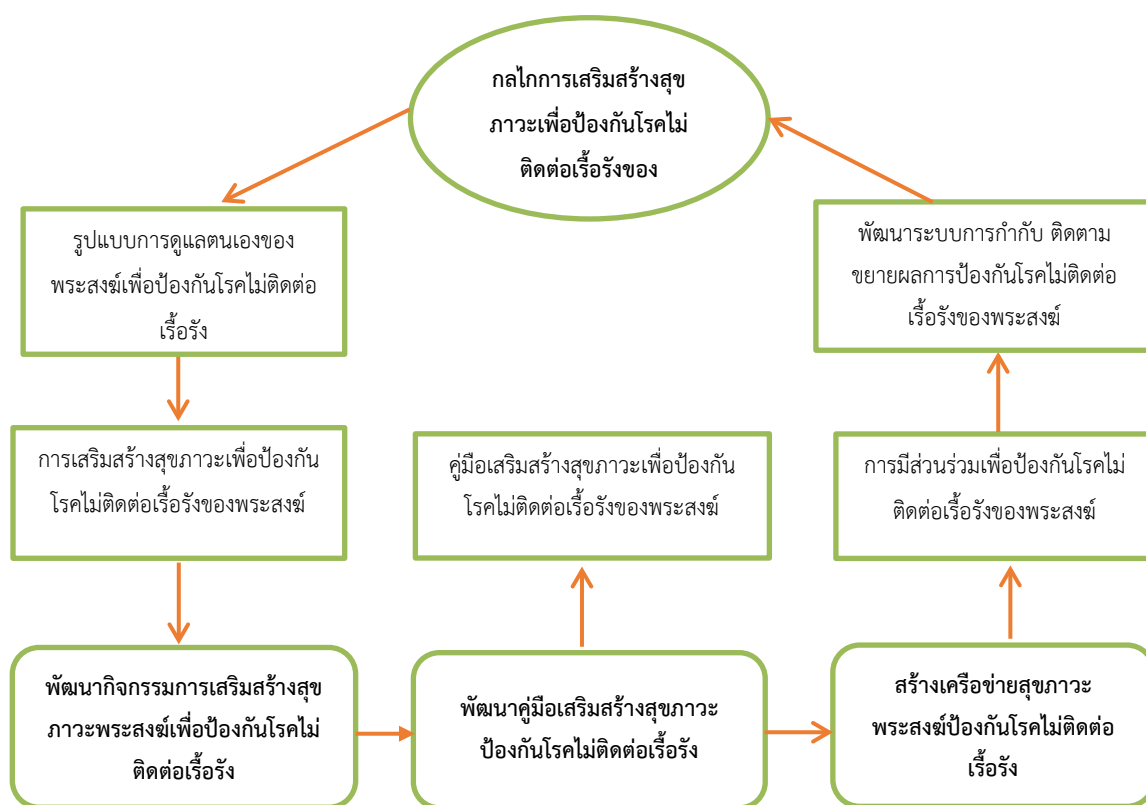 กลไกการเสริมสร้างสุข
ภาวะเพื่อป้องกันโรคไม่
ติดต่อเรื้อรังของ
รูปแบบการดูแลตนเองของ
พระสงฆ์เพื่อป้องกันโรคไม่ติดต่อ
เรื้อรัง
พัฒนาระบบการกำกับ ติดตาม
ขยายผลการป้องกันโรคไม่ติดต่อ
เรื้อรังของพระสงฆ์
การเสริมสร้างสุขภาวะเพื่อป้องกัน
โรคไม่ติดต่อเรื้อรังของพระสงฆ์
คู่มือเสริมสร้างสุขภาวะเพื่อป้องกัน
โรคไม่ติดต่อเรื้อรังของพระสงฆ์
การมีส่วนร่วมเพื่อป้องกันโรคไม่
ติดต่อเรื้อรังของพระสงฆ์
พัฒนากิจกรรมการเสริมสร้างสุข
ภาวะพระสงฆ์เพื่อป้องกันโรคไม่
ติดต่อเรื้อรัง
พัฒนาคู่มือเสริมสร้างสุขภาวะ
ป้องกันโรคไม่ติดต่อเรื้อรัง
สร้างเครือข่ายสุขภาวะ
พระสงฆ์ป้องกันโรคไม่ติดต่อ
เรื้อรัง